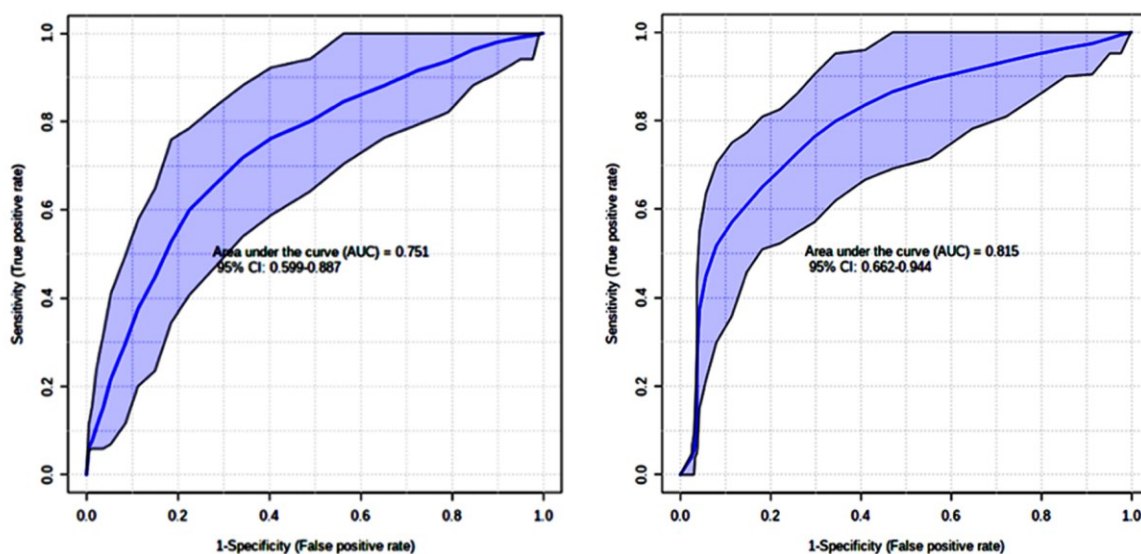 Sensitivity (True positive rate)
1.0
0.8
0.6
0.4
0.2
0.0
Area under the curve (AUC) = 0.751
95% CI: 0.599-0.887
0.0 0.2 0.4 0.6 0.8 1.0
1-Specificity (False positive rate)
Sensitivity (True positive rate)
1.0
0.8
0.6
0.4
0.2
0.0
Area under the curve (AUC) = 0.815
95% CI: 0.662-0.944
0.0 0.2 0.4 0.6 0.8 1.0
1-Specificity (False positive rate)